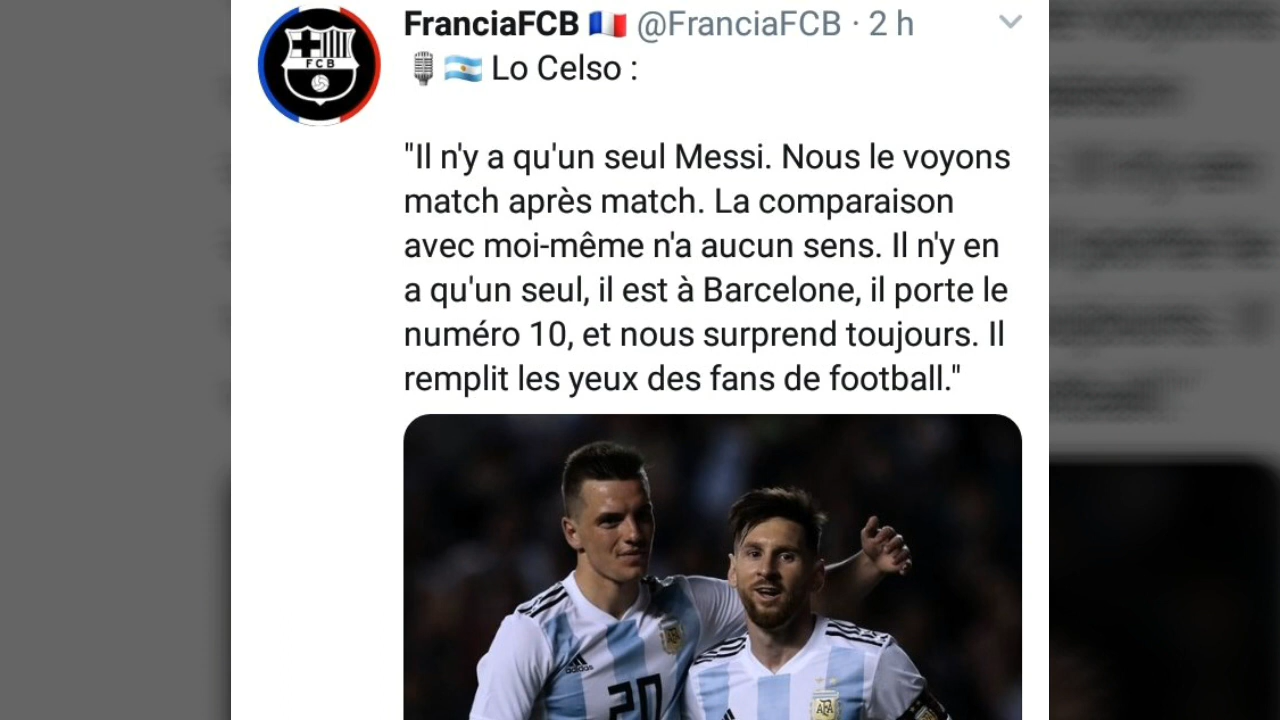 FranciaFCB 🇫🇷 @FranciaFCB · 2 h
🎙️🇦🇷 Lo Celso :
"Il n'y a qu'un seul Messi. Nous le voyons
match après match. La comparaison
avec moi-même n'a aucun sens. Il n'y en
a qu'un seul, il est à Barcelone, il porte le
numéro 10, et nous surprend toujours. Il
remplit les yeux des fans de football."
FCB
adidas
20
AFA